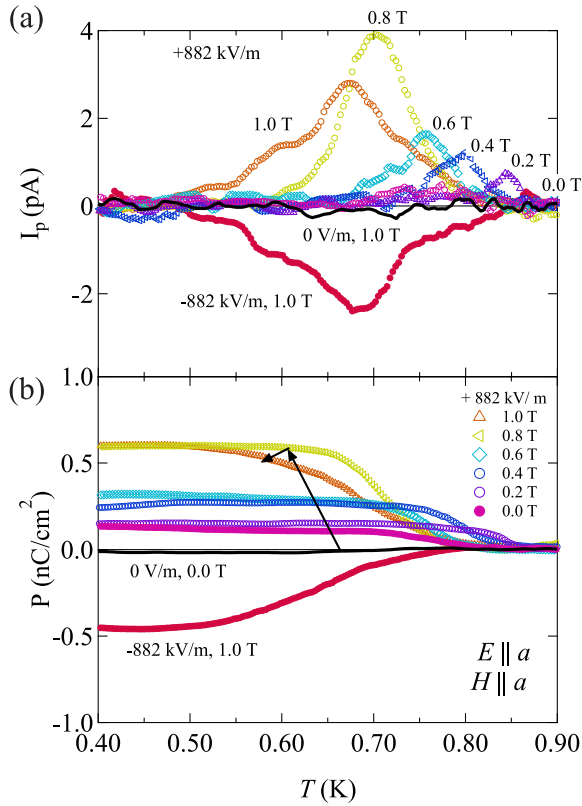 (a)
4
2
0
-2
I_p (pA)
+882 kV/m
0.8 T
1.0 T
0.6 T
0.4 T
0.2 T
0.0 T
0 V/m, 1.0 T
-882 kV/m, 1.0 T
(b)
1.0
0.5
0.0
-0.5
-1.0
P (nC/cm²)
+ 882 kV/ m
1.0 T
0.8 T
0.6 T
0.4 T
0.2 T
0.0 T
0 V/m, 0.0 T
-882 kV/m, 1.0 T
E || a
H || a
0.40 0.50 0.60 0.70 0.80 0.90
T (K)